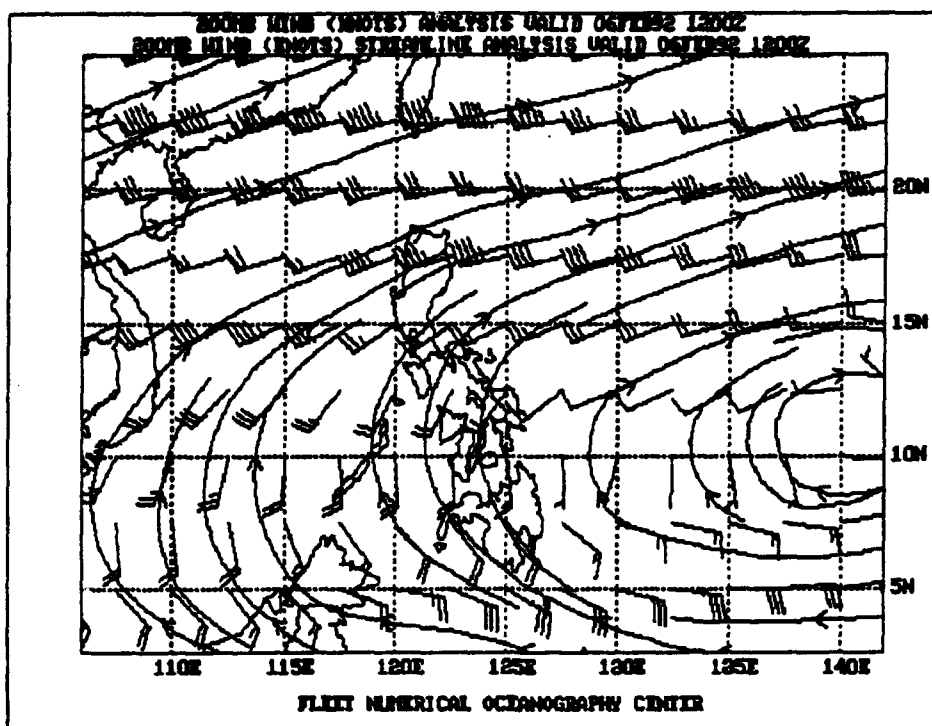 200MB WIND (KNOTS) ANALYSIS VALID 06FEB92 1200Z
200MB WIND (KNOTS) STREAMLINE ANALYSIS VALID 06FEB92 1200Z
20N
15N
10N
5N
110E 115E 120E 125E 130E 135E 140E
FLEET NUMERICAL OCEANOGRAPHY CENTER